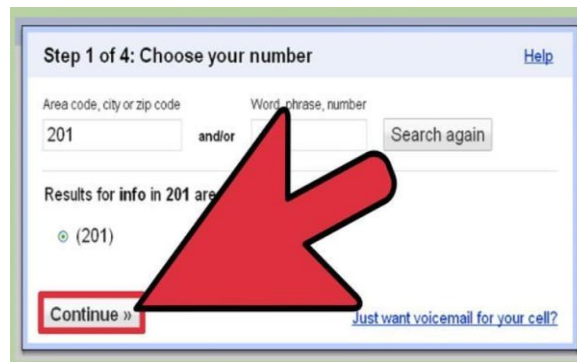 Step 1 of 4: Choose your number Help
Area code, city or zip code Word, phrase, number
201 and/or Search again
Results for info in 201
(201)
Continue »
Just want voicemail for your cell?